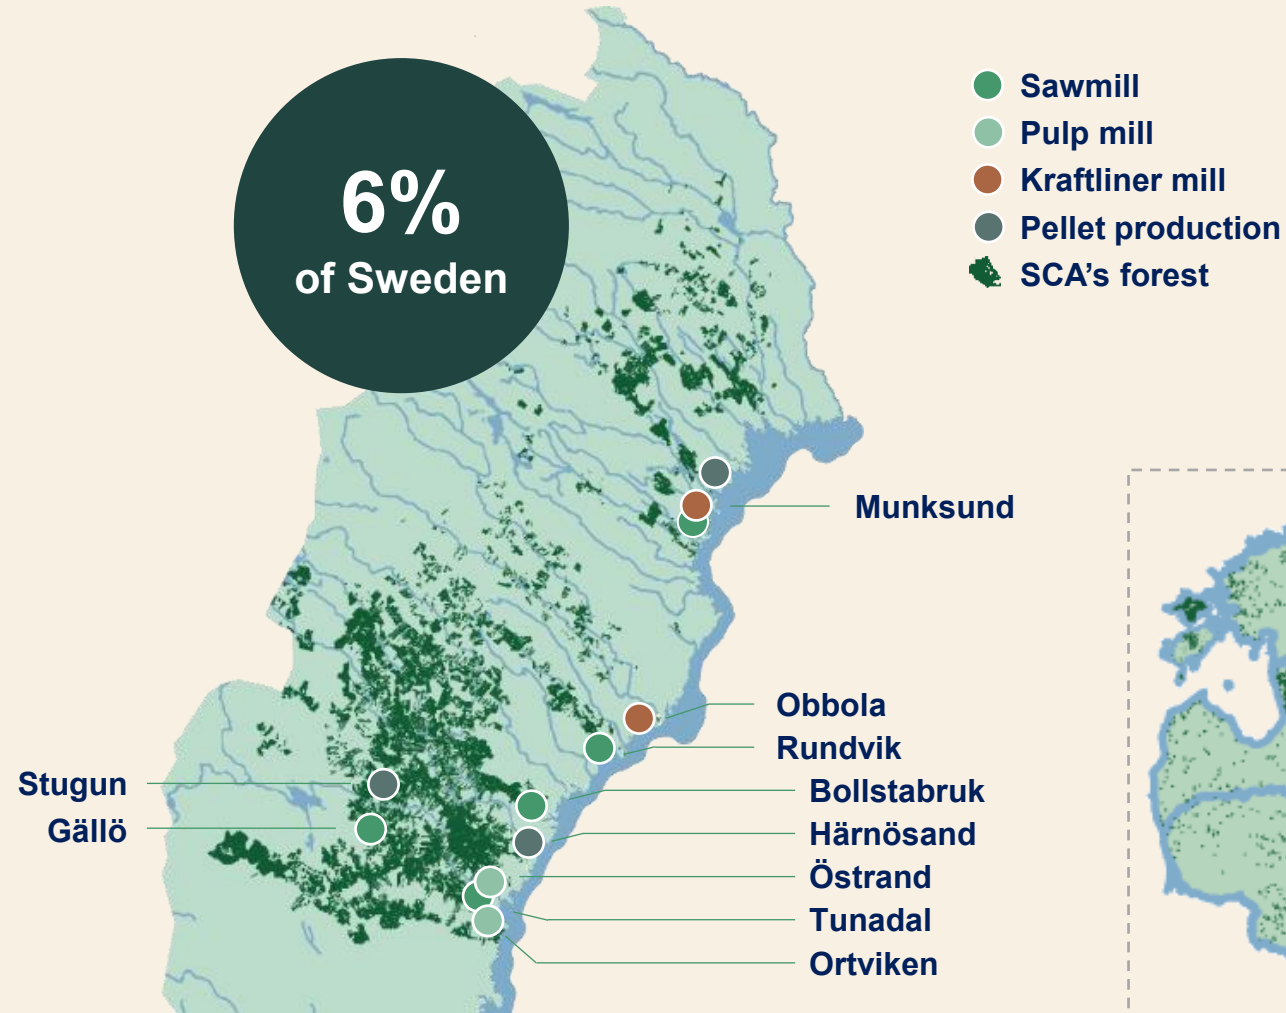 6%
of Sweden
Sawmill
Pulp mill
Kraftliner mill
Pellet production
SCA’s forest
Munksund
Obbola
Rundvik
Stugun
Bollstabruk
Gällö
Härnösand
Östrand
Tunadal
Ortviken